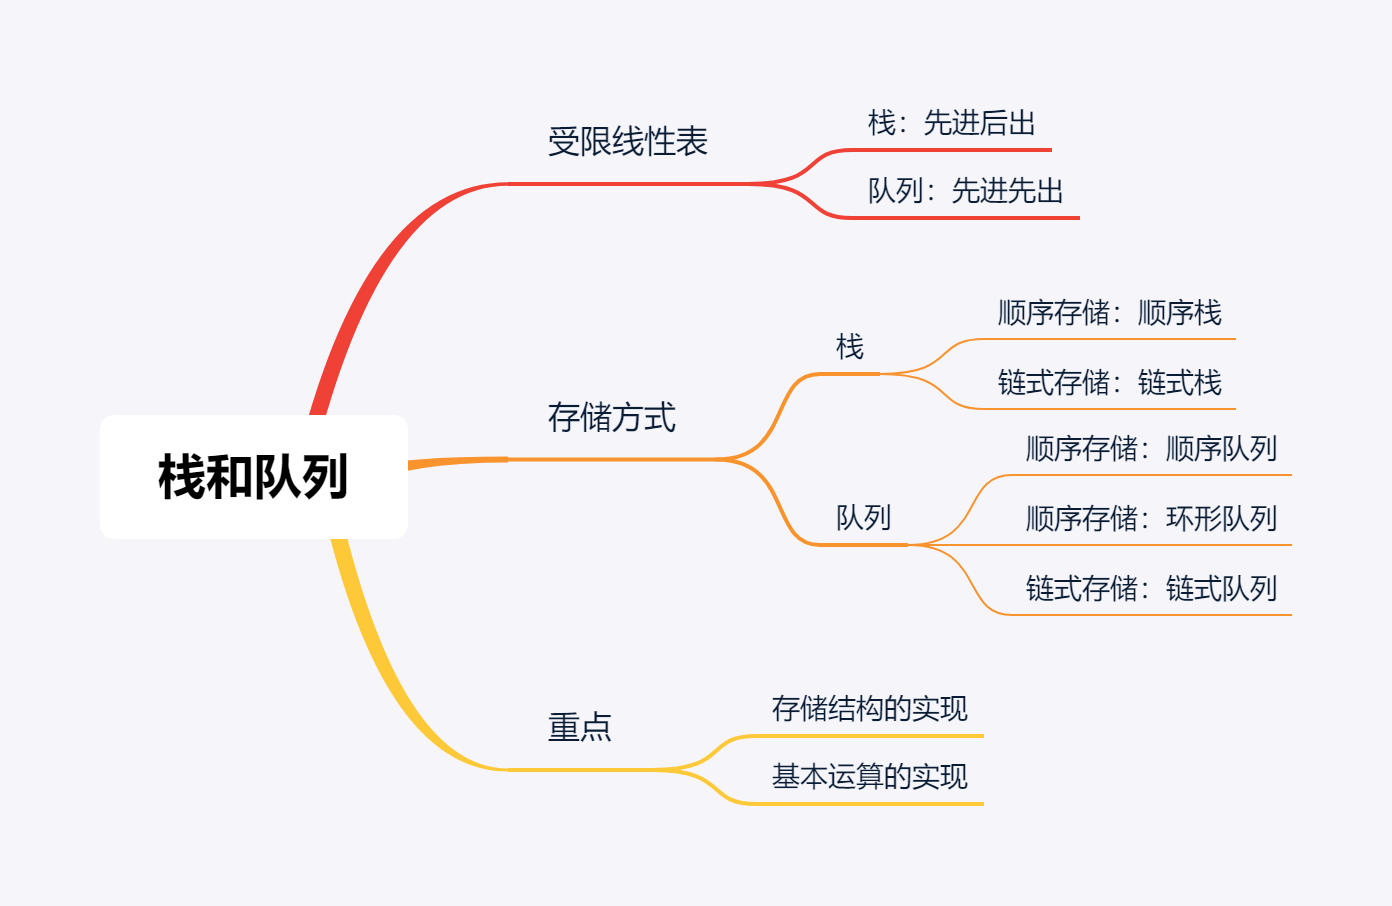 栈和队列
受限线性表
栈：先进后出
队列：先进先出
存储方式
栈
顺序存储：顺序栈
链式存储：链式栈
队列
顺序存储：顺序队列
顺序存储：环形队列
链式存储：链式队列
重点
存储结构的实现
基本运算的实现